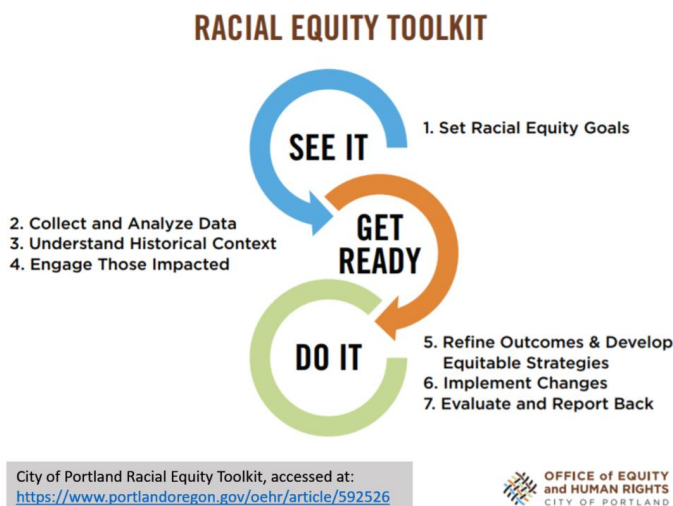 RACIAL EQUITY TOOLKIT
SEE IT
1. Set Racial Equity Goals
2. Collect and Analyze Data
3. Understand Historical Context
4. Engage Those Impacted
GET
READY
DO IT
5. Refine Outcomes & Develop
Equitable Strategies
6. Implement Changes
7. Evaluate and Report Back
City of Portland Racial Equity Toolkit, accessed at:
https://www.portlandoregon.gov/oehr/article/592526
OFFICE of EQUITY
and HUMAN RIGHTS
CITY OF PORTLAND